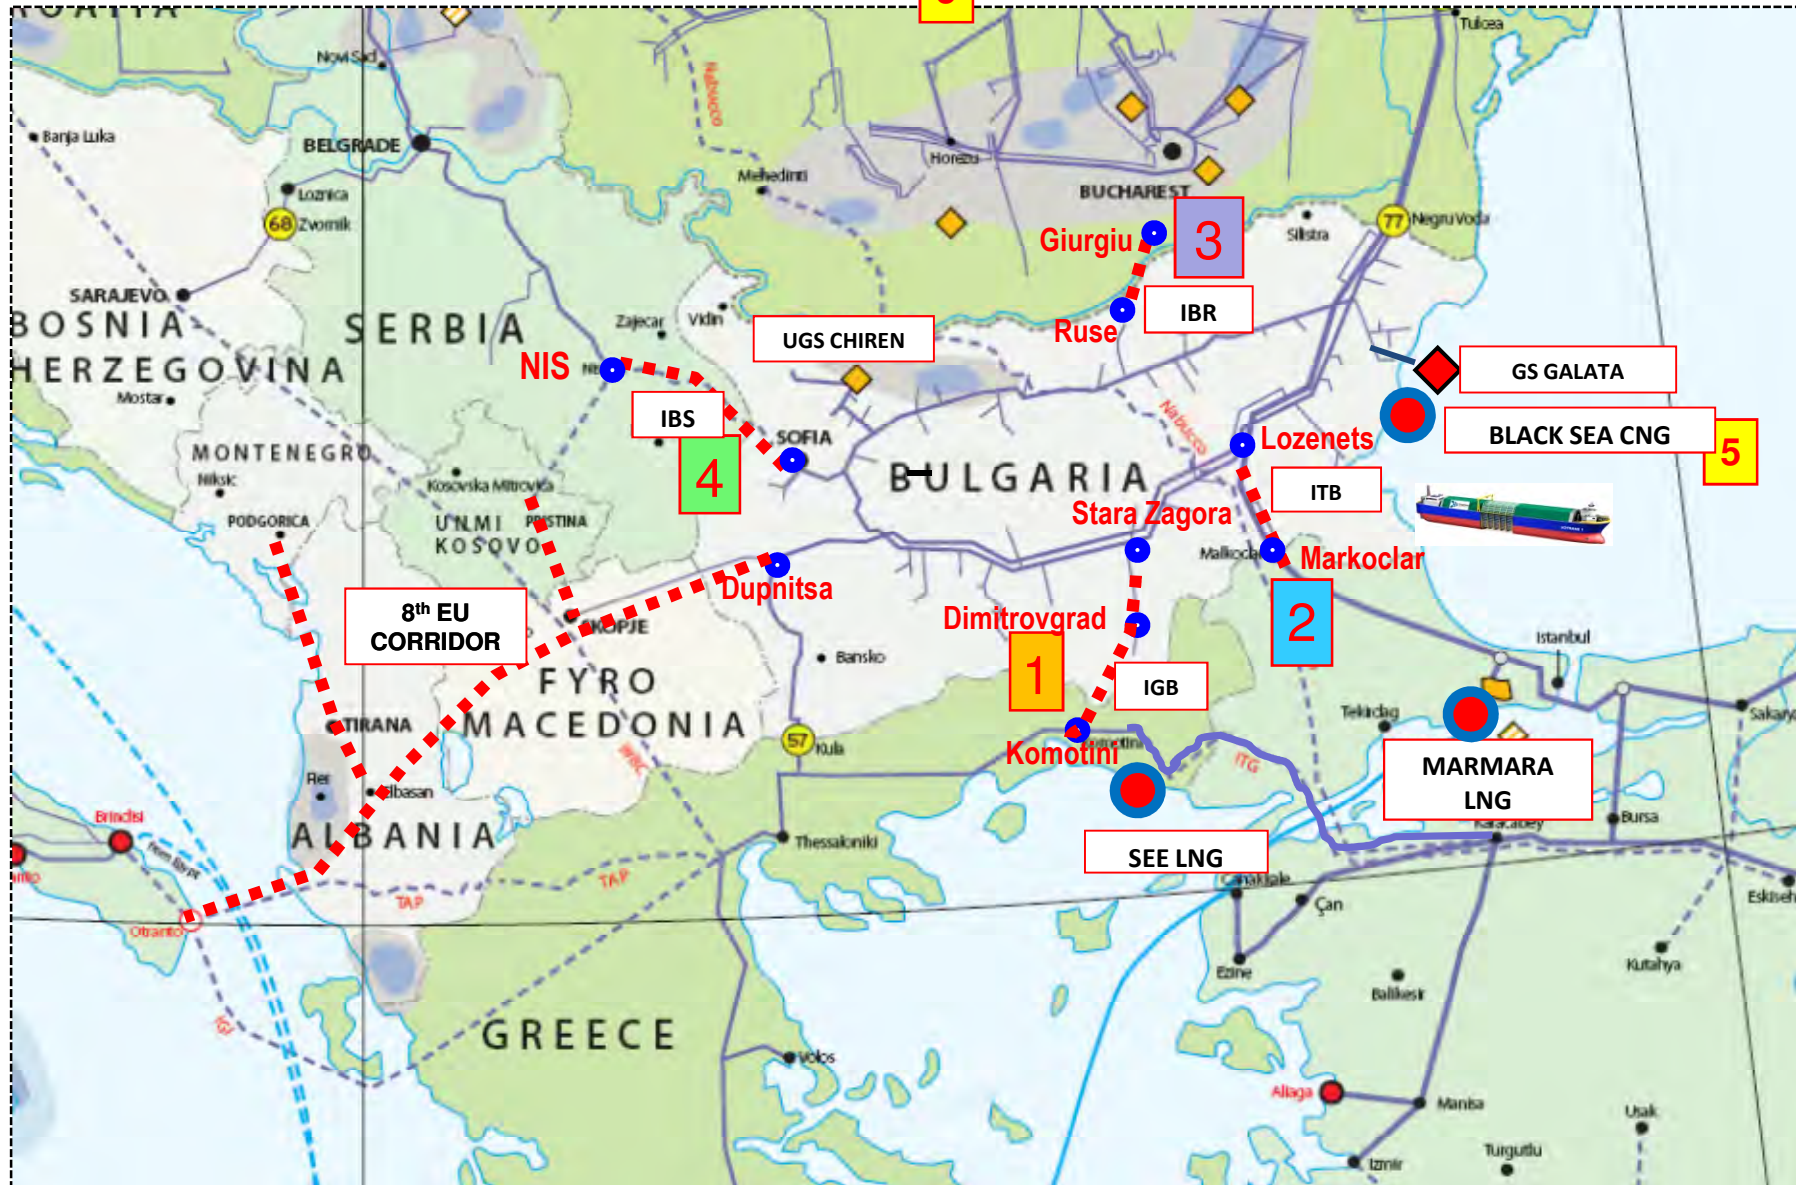 Tulcea
Novi Sad
Nabucco
Banja Luka
BELGRADE
Horezu
Mehedinti
BUCHAREST
Loznica
68
Zvornik
Giurgiu
3
Silistra
77
Negru Voda
SARAJEVO
BOSNIA
HERZEGOVINA
SERBIA
Zajecar
Vidin
UGS CHIREN
Ruse
IBR
NIS
GS GALATA
Mostar
IBS
Nabucco
BLACK SEA CNG
5
MONTENEGRO
SOFIA
Lozenets
4
BULGARIA
ITB
Niksic
Kosovska Mitrovica
PODGORICA
UNMI
KOSOVO
PRISTINA
Stara Zagora
Markoclar
Dupnitsa
8th EU
CORRIDOR
SKOPJE
Dimitrovgrad
2
Istanbul
FYRO
MACEDONIA
Bansko
1
IGB
TIRANA
57
Kula
Komotini
ITG
Tekirdag
MARMARA
LNG
WBC
Elbasan
Brindisi
ALBANIA
Thessaloniki
SEE LNG
Karacabey
Bursa
TAP
TAP
Çan
Otranto
Ezine
Balikesir
Kutahya
IGI
GREECE
Volos
Aliaga
Manisa
Usak
Izmir
Turgutlu